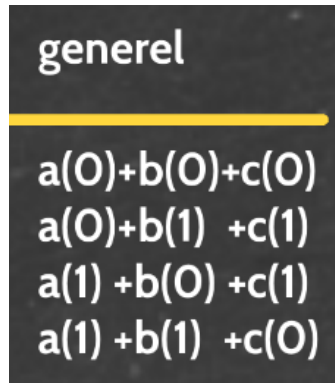 generel
a(0)+b(0)+c(0)
a(0)+b(1) +c(1)
a(1) +b(0) +c(1)
a(1) +b(1) +c(0)